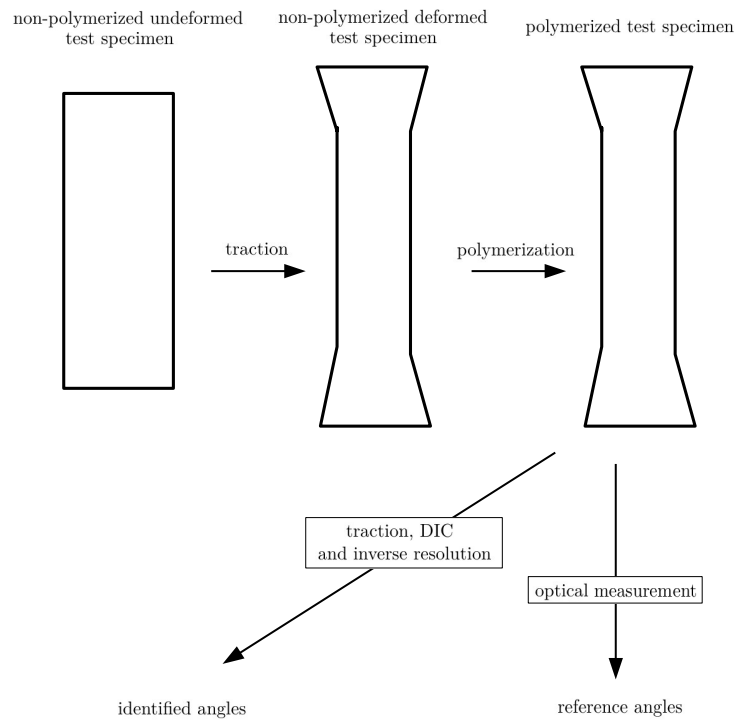 non-polymerized undeformed
test specimen
non-polymerized deformed
test specimen
polymerized test specimen
traction
polymerization
traction, DIC
and inverse resolution
optical measurement
identified angles
reference angles